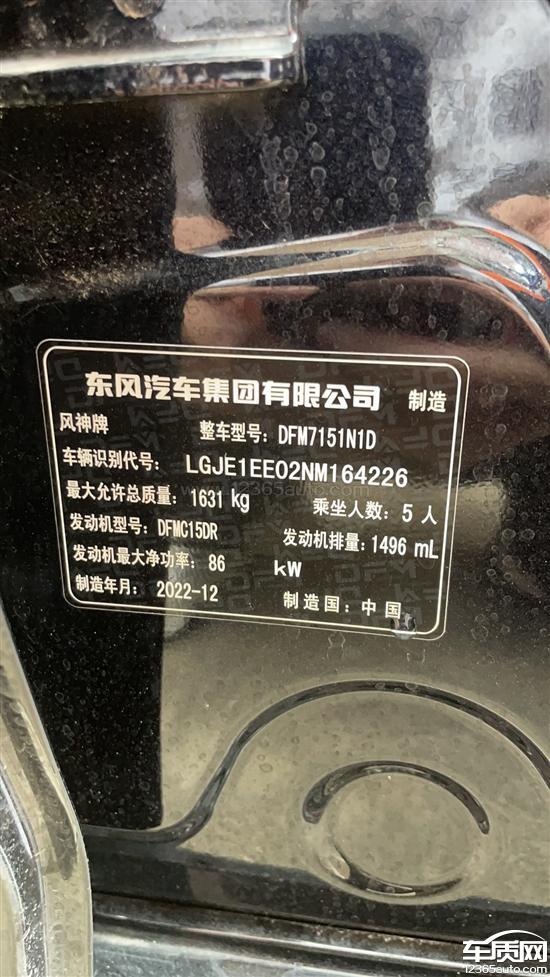 东风汽车集团有限公司 制造
风神牌 整车型号：DFM7151N1D
车辆识别代号：LGJE1EE02NM164226
最大允许总质量：1631 kg 乘坐人数：5 人
发动机型号：DFMC15DR 发动机排量：1496 mL
发动机最大净功率：86 kW
制造年月：2022-12 制造国：中国
www.12365auto.com
车质网
12365auto.com